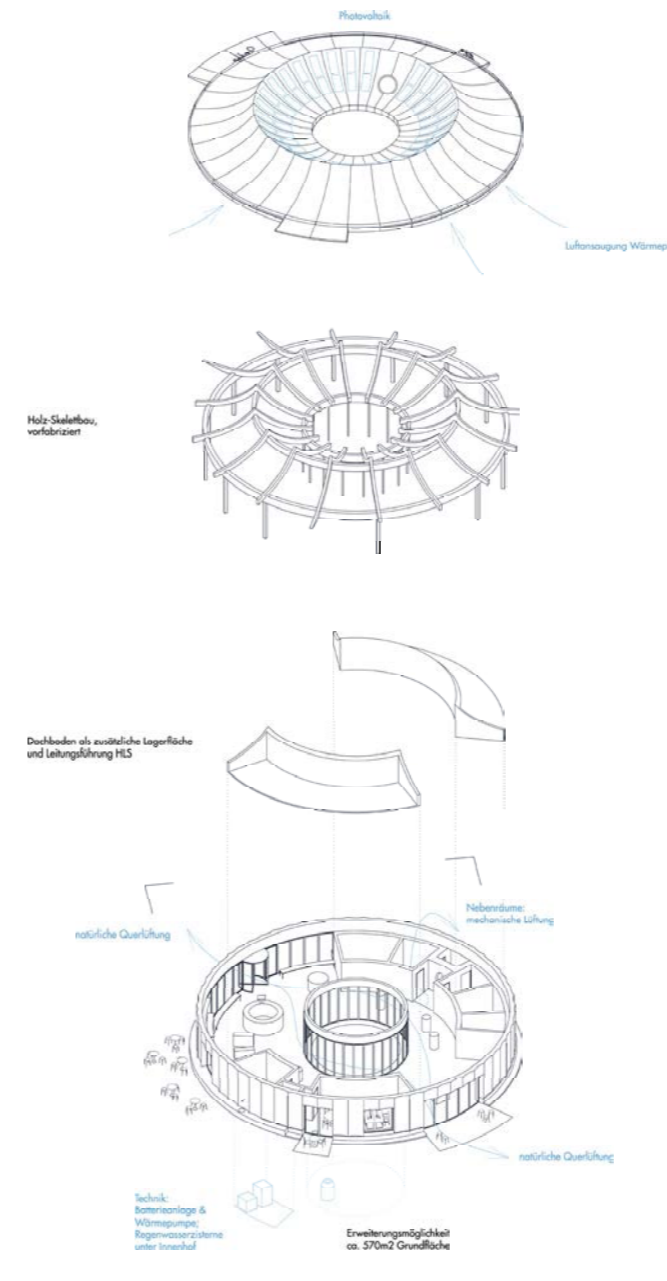 Photovoltaik
Luftansaugung Wärmep
Holz-Skelettbau,
vorfabriziert
Dachboden als zusätzliche Lagerfläche
und Leitungsführung HLS
Nebenräume:
mechanische Lüftung
natürliche Querlüftung
natürliche Querlüftung
Technik:
Batterieanlage &
Wärmepumpe;
Regenwasserzisterne
unter Innenhof
Erweiterungsmöglichkeit
ca. 570m2 Grundfläche